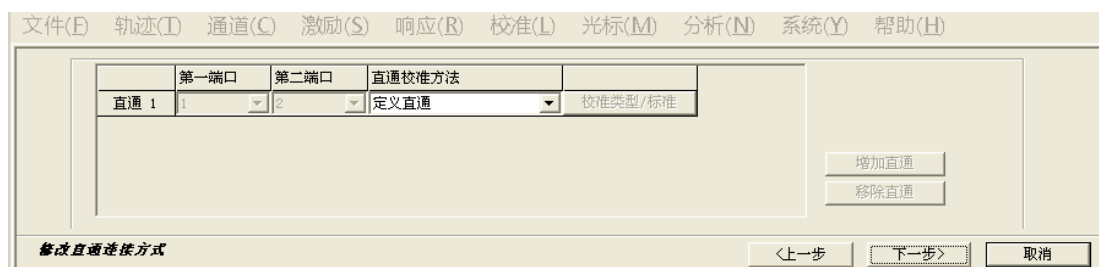 文件(F) 轨迹(T) 通道(C) 激励(S) 响应(R) 校准(L) 光标(M) 分析(N) 系统(Y) 帮助(H)
第一端口 第二端口 直通校准方法
直通 1 1 2 定义直通 校准类型/标准
增加直通
移除直通
修改直通连接方式 <上一步 下一步> 取消